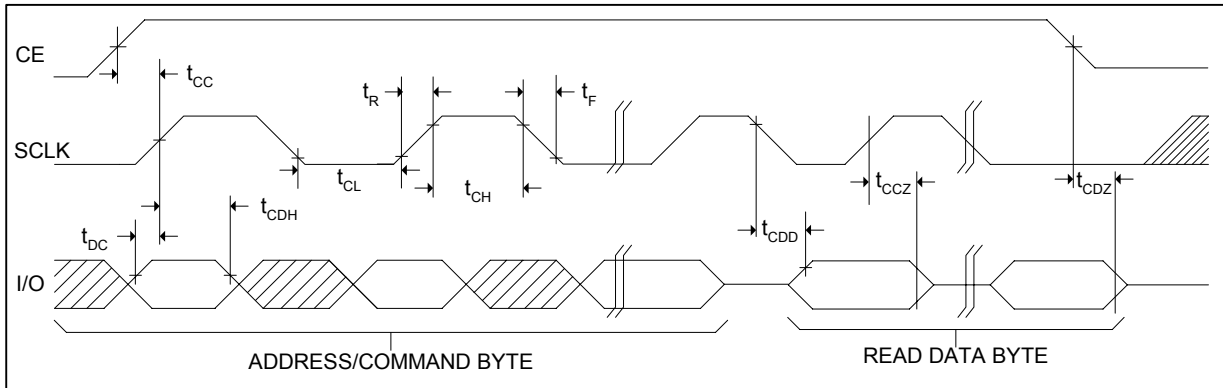 CE
t_CC
t_R
t_F
SCLK
t_CL
t_CH
t_CCZ
t_CDZ
t_CDH
t_DC
t_CDD
I/O
ADDRESS/COMMAND BYTE
READ DATA BYTE